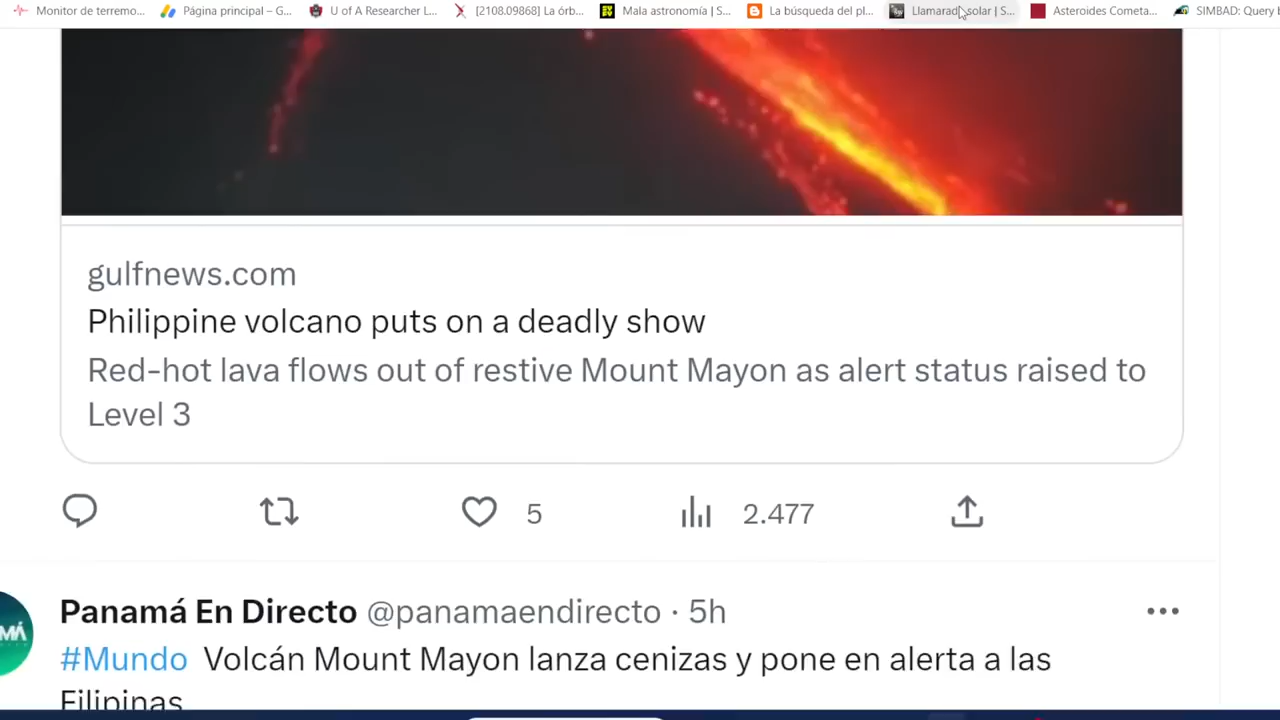 Monitor de terremo... Página principal – G... U of A Researcher L... [2108.09868] La órb... Mala astronomía | S... La búsqueda del pl... Llamarada solar | S... Asteroides Cometa... SIMBAD: Query
gulfnews.com
Philippine volcano puts on a deadly show
Red-hot lava flows out of restive Mount Mayon as alert status raised to
Level 3
5 2.477
Panamá En Directo @panamaendirecto · 5h
#Mundo Volcán Mount Mayon lanza cenizas y pone en alerta a las
Filipinas